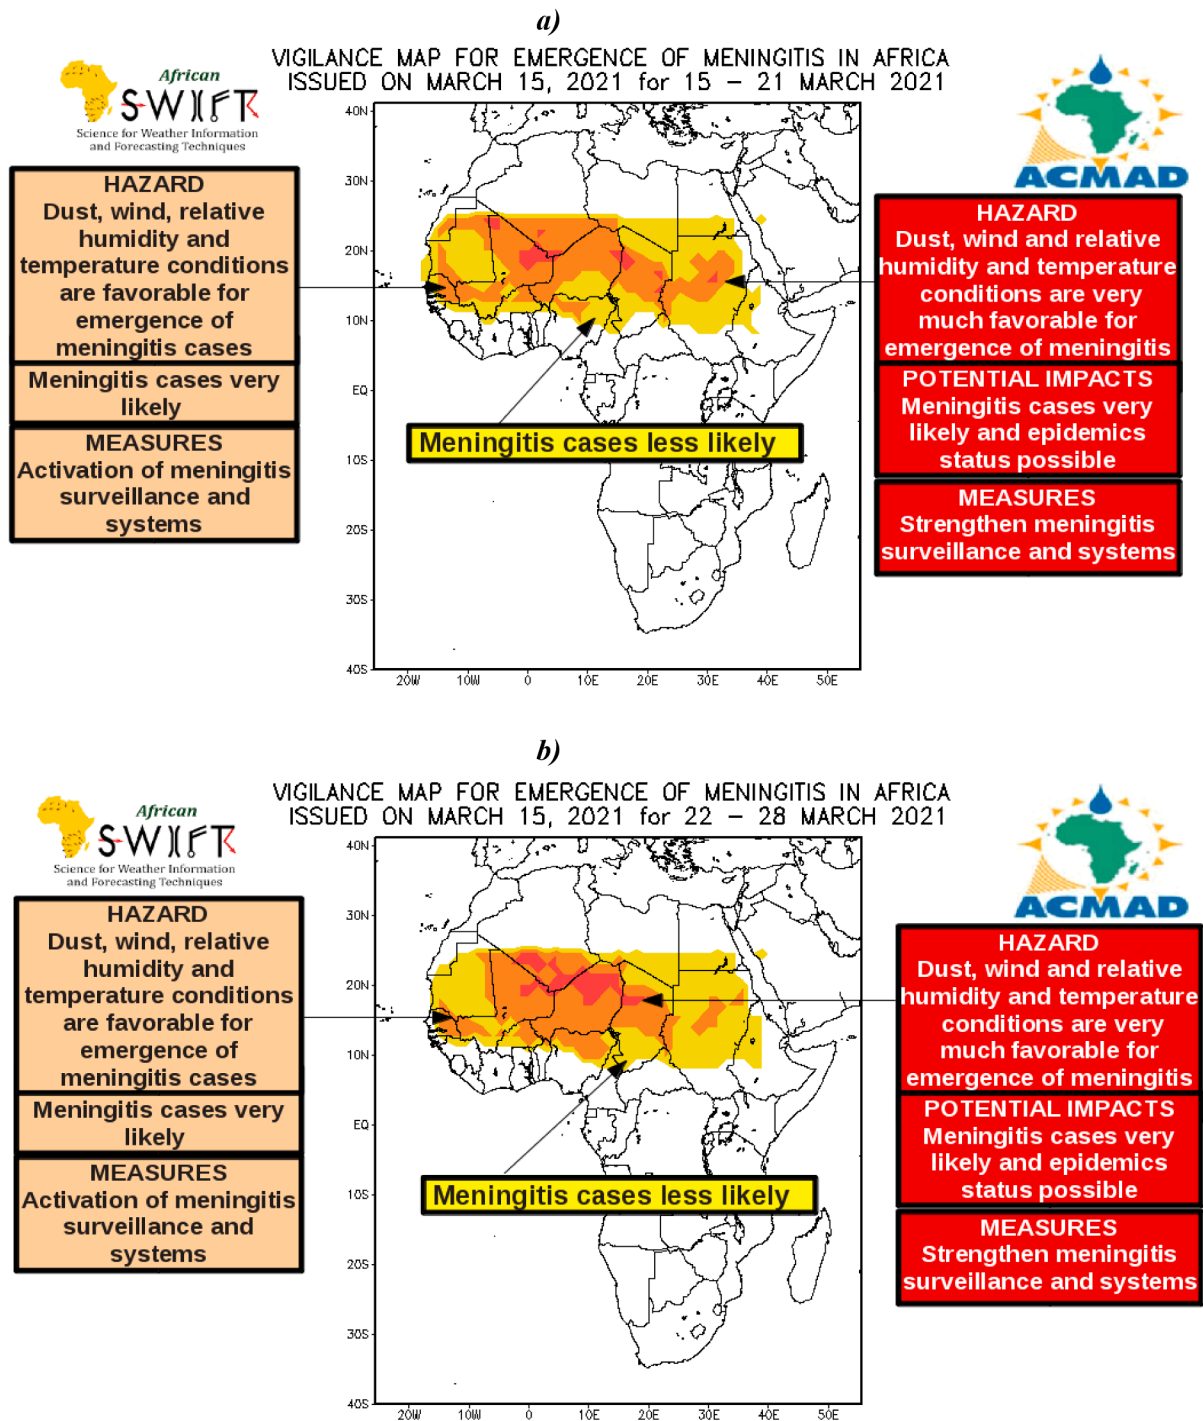 a)
VIGILANCE MAP FOR EMERGENCE OF MENINGITIS IN AFRICA
ISSUED ON MARCH 15, 2021 for 15 – 21 MARCH 2021
African
SWIFT
Science for Weather Information
and Forecasting Techniques
ACMAD
HAZARD
Dust, wind, relative
humidity and
temperature conditions
are favorable for
emergence of
meningitis cases
Meningitis cases very
likely
MEASURES
Activation of meningitis
surveillance and
systems
40N
30N
20N
10N
EQ
10S
20S
30S
40S
20W 10W 0 10E 20E 30E 40E 50E
Meningitis cases less likely
HAZARD
Dust, wind and relative
humidity and temperature
conditions are very
much favorable for
emergence of meningitis
POTENTIAL IMPACTS
Meningitis cases very
likely and epidemics
status possible
MEASURES
Strengthen meningitis
surveillance and systems
b)
VIGILANCE MAP FOR EMERGENCE OF MENINGITIS IN AFRICA
ISSUED ON MARCH 15, 2021 for 22 – 28 MARCH 2021
African
SWIFT
Science for Weather Information
and Forecasting Techniques
ACMAD
HAZARD
Dust, wind, relative
humidity and
temperature conditions
are favorable for
emergence of
meningitis cases
Meningitis cases very
likely
MEASURES
Activation of meningitis
surveillance and
systems
40N
30N
20N
10N
EQ
10S
20S
30S
40S
20W 10W 0 10E 20E 30E 40E 50E
Meningitis cases less likely
HAZARD
Dust, wind and relative
humidity and temperature
conditions are very
much favorable for
emergence of meningitis
POTENTIAL IMPACTS
Meningitis cases very
likely and epidemics
status possible
MEASURES
Strengthen meningitis
surveillance and systems